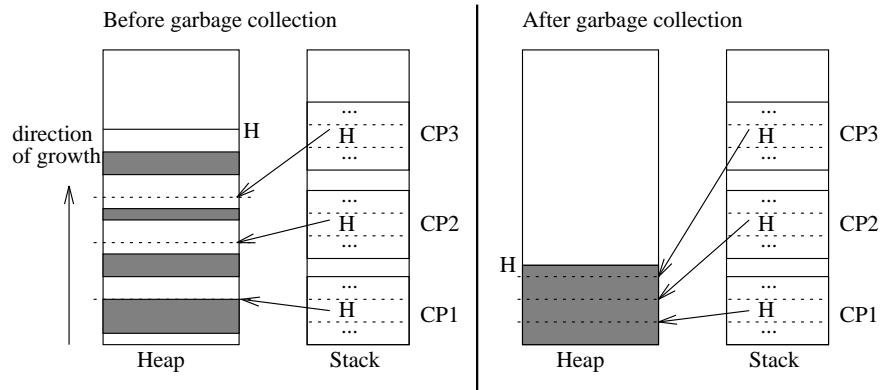 Before garbage collection
After garbage collection
direction
of growth
H
...
H
...
CP3
...
H
...
CP2
...
H
...
CP1
Heap
Stack
H
...
H
...
CP3
...
H
...
CP2
...
H
...
CP1
Heap
Stack